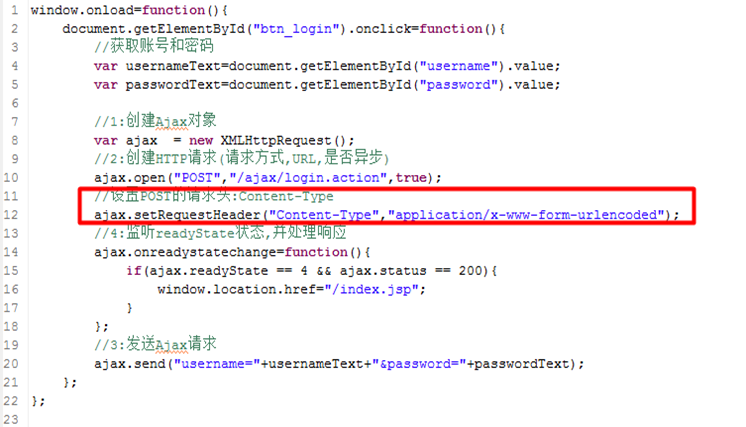 1 window.onload=function(){
2 document.getElementById("btn_login").onclick=function(){
3 //获取账号和密码
4 var usernameText=document.getElementById("username").value;
5 var passwordText=document.getElementById("password").value;
6
7 //1:创建Ajax对象
8 var ajax  = new XMLHttpRequest();
9 //2:创建HTTP请求(请求方式,URL,是否异步)
10 ajax.open("POST","/ajax/login.action",true);
11 //设置POST的请求头:Content-Type
12 ajax.setRequestHeader("Content-Type","application/x-www-form-urlencoded");
13 //4:监听readyState状态,并处理响应
14 ajax.onreadystatechange=function(){
15 if(ajax.readyState == 4 && ajax.status == 200){
16 window.location.href="/index.jsp";
17 }
18 };
19 //3:发送Ajax请求
20 ajax.send("username="+usernameText+"&password="+passwordText);
21 };
22 };
23